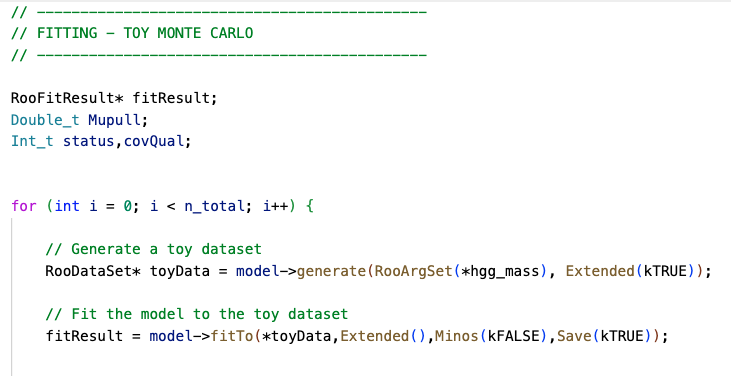 // ----------------------------------------------
// FITTING - TOY MONTE CARLO
// ----------------------------------------------
RooFitResult* fitResult;
Double_t Mupull;
Int_t status,covQual;
for (int i = 0; i < n_total; i++) {
// Generate a toy dataset
RooDataSet* toyData = model->generate(RooArgSet(*hgg_mass), Extended(kTRUE));
// Fit the model to the toy dataset
fitResult = model->fitTo(*toyData,Extended(),Minos(kFALSE),Save(kTRUE));